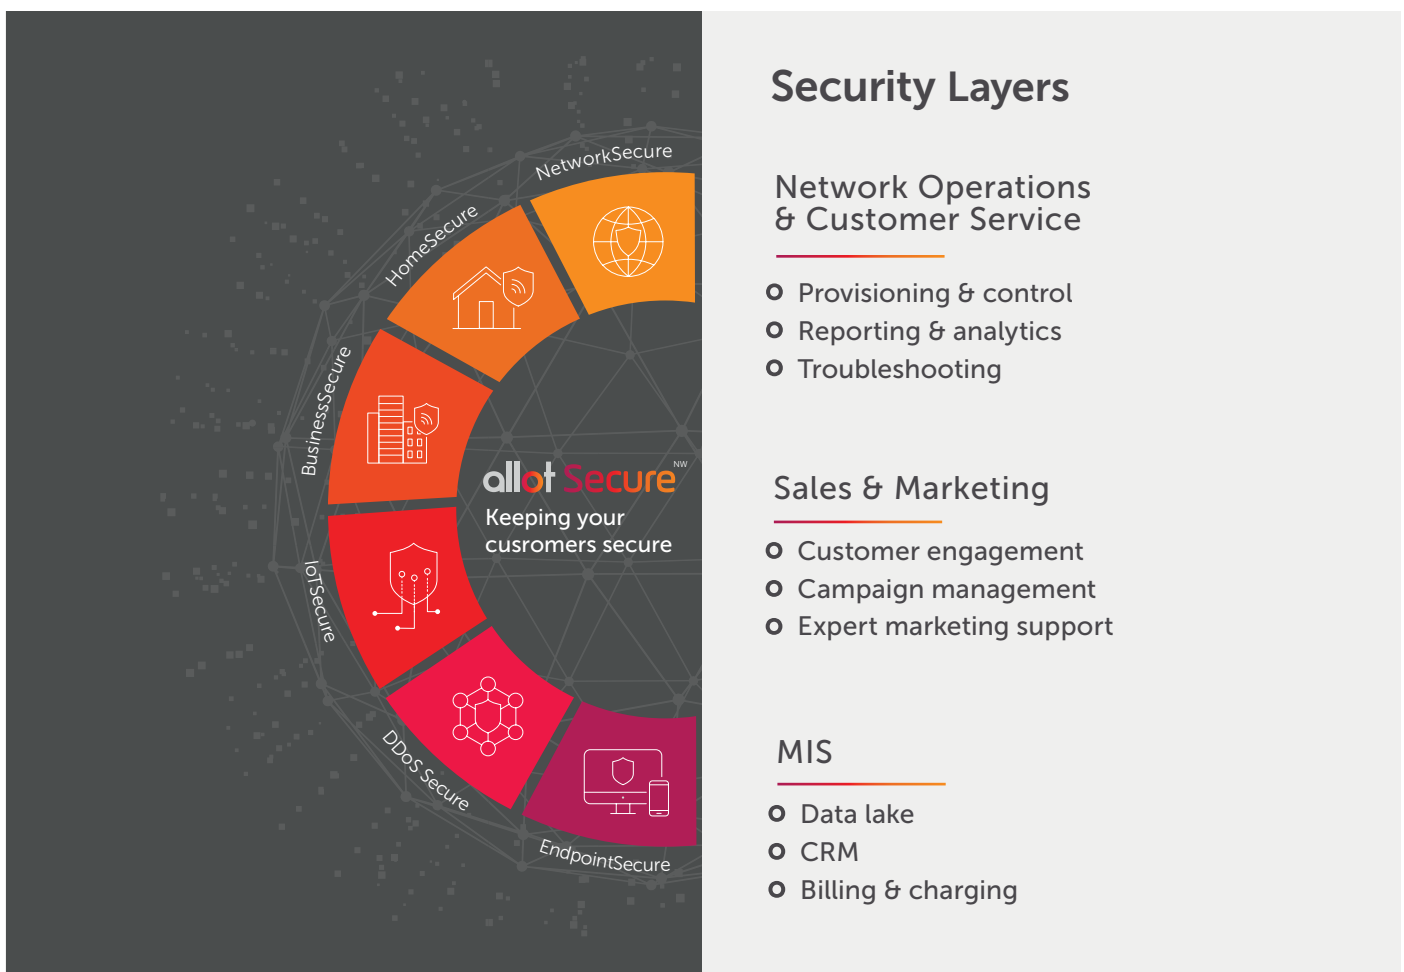 NetworkSecure
HomeSecure
BusinessSecure
IoTSecure
DDoS Secure
EndpointSecure
allot Secure NW
Keeping your
cusromers secure
Security Layers
Network Operations
& Customer Service
Provisioning & control
Reporting & analytics
Troubleshooting
Sales & Marketing
Customer engagement
Campaign management
Expert marketing support
MIS
Data lake
CRM
Billing & charging